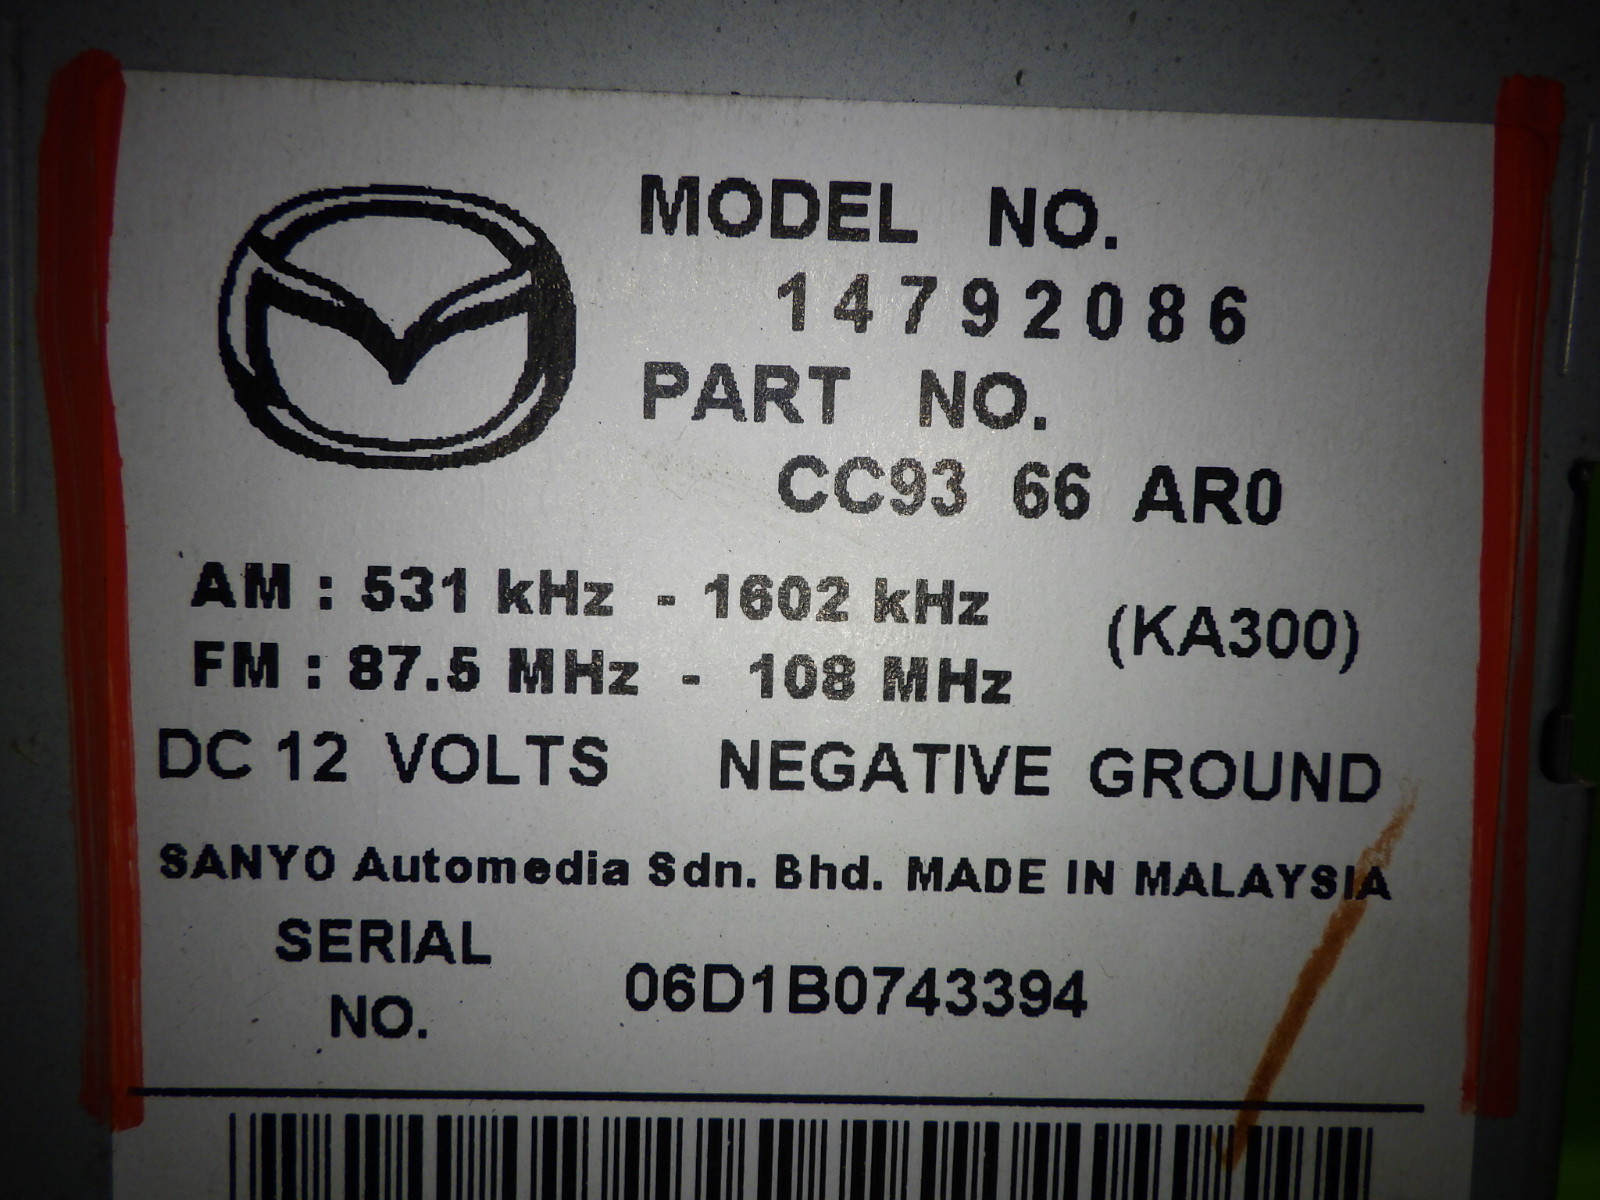 MODEL NO.
14792086
PART NO.
CC93 66 AR0
AM : 531 kHz - 1602 kHz
(KA300)
FM : 87.5 MHz - 108 MHz
DC 12 VOLTS NEGATIVE GROUND
SANYO Automedia Sdn. Bhd. MADE IN MALAYSIA
SERIAL NO.
06D1B0743394